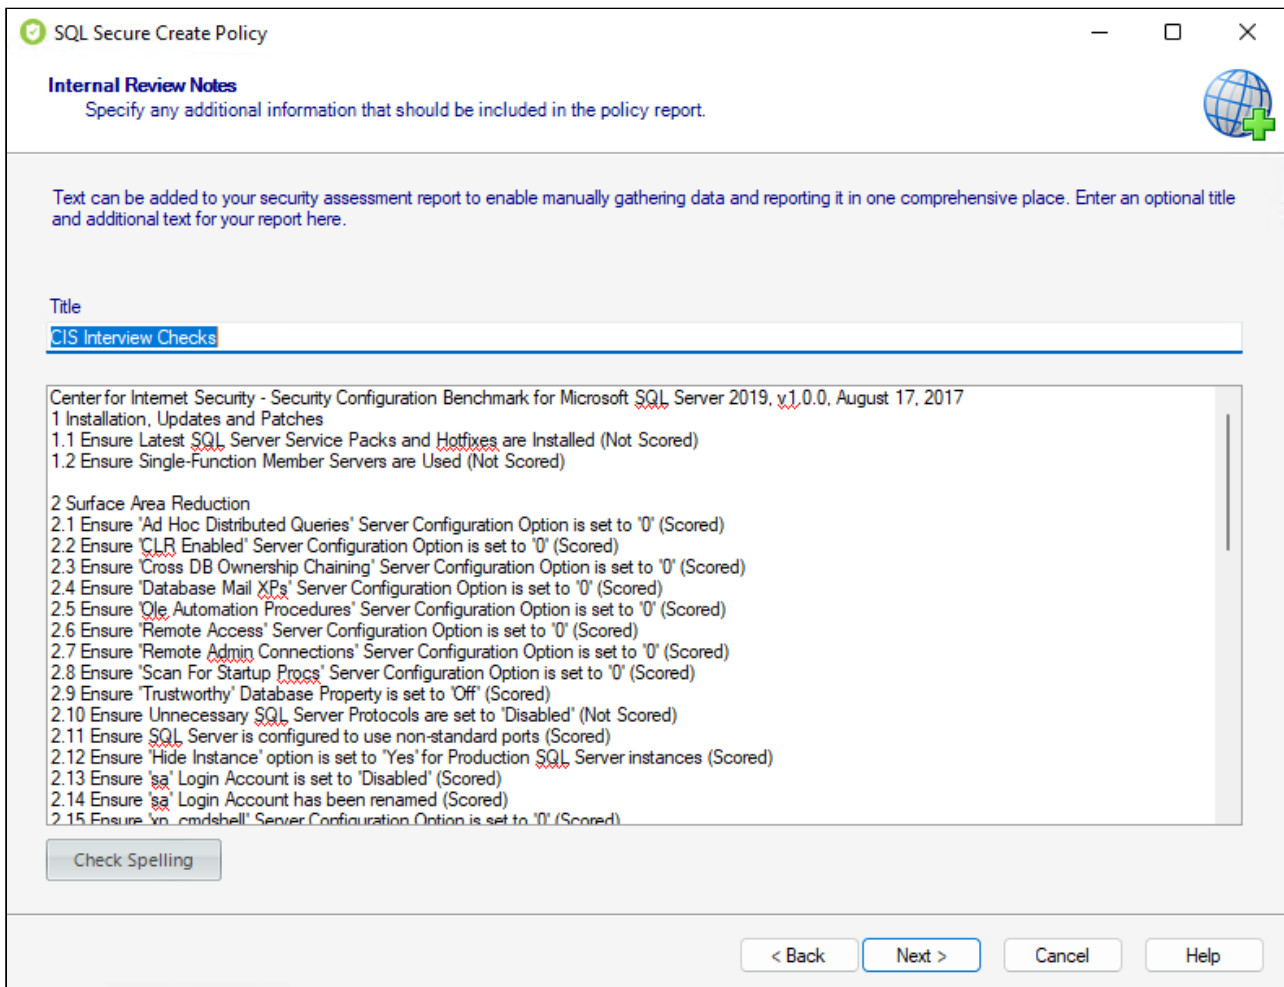 SQL Secure Create Policy
Internal Review Notes
Specify any additional information that should be included in the policy report.
Text can be added to your security assessment report to enable manually gathering data and reporting it in one comprehensive place. Enter an optional title
and additional text for your report here.
Title
CIS Interview Checks
Center for Internet Security - Security Configuration Benchmark for Microsoft SQL Server 2019, v1.0.0, August 17, 2017
1 Installation, Updates and Patches
1.1 Ensure Latest SQL Server Service Packs and Hotfixes are Installed (Not Scored)
1.2 Ensure Single-Function Member Servers are Used (Not Scored)
2 Surface Area Reduction
2.1 Ensure 'Ad Hoc Distributed Queries' Server Configuration Option is set to '0' (Scored)
2.2 Ensure 'CLR Enabled' Server Configuration Option is set to '0' (Scored)
2.3 Ensure 'Cross DB Ownership Chaining' Server Configuration Option is set to '0' (Scored)
2.4 Ensure 'Database Mail XPs' Server Configuration Option is set to '0' (Scored)
2.5 Ensure 'Ole Automation Procedures' Server Configuration Option is set to '0' (Scored)
2.6 Ensure 'Remote Access' Server Configuration Option is set to '0' (Scored)
2.7 Ensure 'Remote Admin Connections' Server Configuration Option is set to '0' (Scored)
2.8 Ensure 'Scan For Startup Procs' Server Configuration Option is set to '0' (Scored)
2.9 Ensure 'Trustworthy' Database Property is set to 'Off' (Scored)
2.10 Ensure Unnecessary SQL Server Protocols are set to 'Disabled' (Not Scored)
2.11 Ensure SQL Server is configured to use non-standard ports (Scored)
2.12 Ensure 'Hide Instance' option is set to 'Yes' for Production SQL Server instances (Scored)
2.13 Ensure 'sa' Login Account is set to 'Disabled' (Scored)
2.14 Ensure 'sa' Login Account has been renamed (Scored)
2.15 Ensure 'xp_cmdshell' Server Configuration Option is set to '0' (Scored)
Check Spelling
< Back
Next >
Cancel
Help